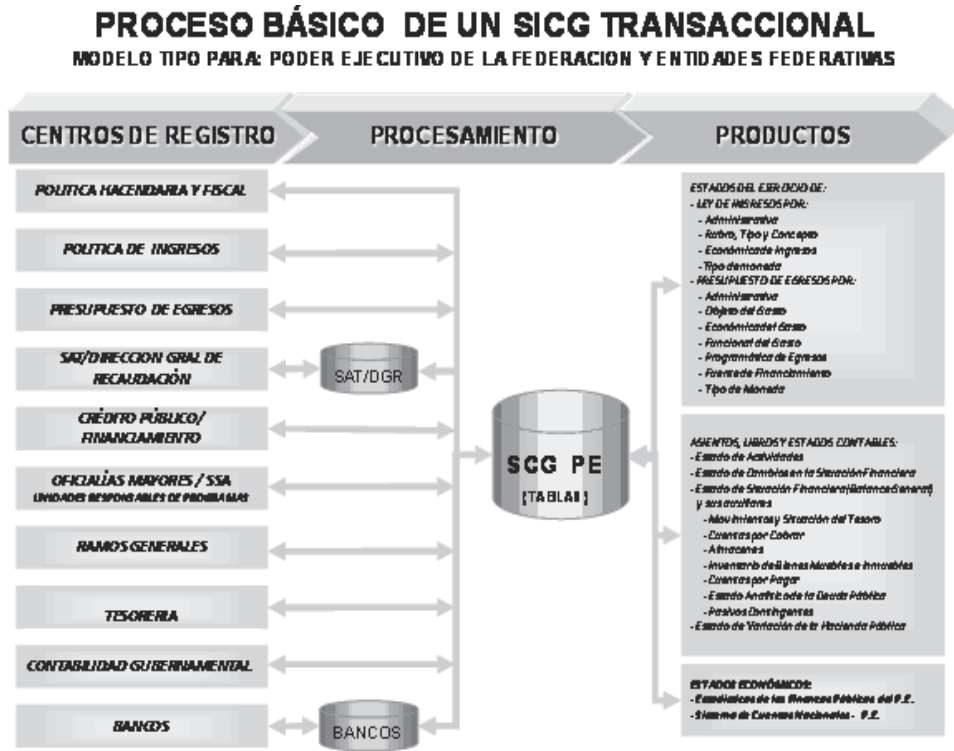 PROCESO BÁSICO DE UN SICG TRANSACCIONAL
MODELO TIPO PARA: PODER EJECUTIVO DE LA FEDERACION Y ENTIDADES FEDERATIVAS
CENTROS DE REGISTRO
PROCESAMIENTO
PRODUCTOS
POLITICA HACENDARIA Y FISCAL
POLITICA DE INGRESOS
PRESUPUESTO DE EGRESOS
SAT/DIRECCION GRAL DE
RECAUDACIÓN
CRÉDITO PÚBLICO/
FINANCIAMIENTO
OFICIALÍAS MAYORES / SSA
UNIDADES RESPONSABLES DE PROGRAMAS
RAMOS GENERALES
TESORERIA
CONTABILIDAD GUBERNAMENTAL
BANCOS
SAT/DGR
BANCOS
SCG PE
[TABLAS]
ESTADOS DEL EJERCICIO DE:
- LEY DE INGRESOS POR:
- Administrativa
- Rubro, Tipo y Concepto
- Económica de Ingresos
- Tipo de moneda
- PRESUPUESTO DE EGRESOS POR:
- Administrativa
- Objeto del Gasto
- Económica del Gasto
- Funcional del Gasto
- Programática de Egresos
- Fuente de Financiamiento
- Tipo de Moneda
ASIENTOS, LIBROS Y ESTADOS CONTABLES:
- Estado de Actividades
- Estado de Cambios en la Situación Financiera
- Estado de Situación Financiera (Balance General)
y sus auxiliares
- Movimientos y Situación del Tesoro
- Cuentas por Cobrar
- Almacenes
- Inventario de Bienes Muebles e Inmuebles
- Cuentas por Pagar
- Estado Analítico de la Deuda Pública
- Pasivos Contingentes
- Estado de Variación de la Hacienda Pública
ESTADOS ECONÓMICOS:
- Estadísticas de las Finanzas Públicas del P.E.
- Sistema de Cuentas Nacionales - P.E.